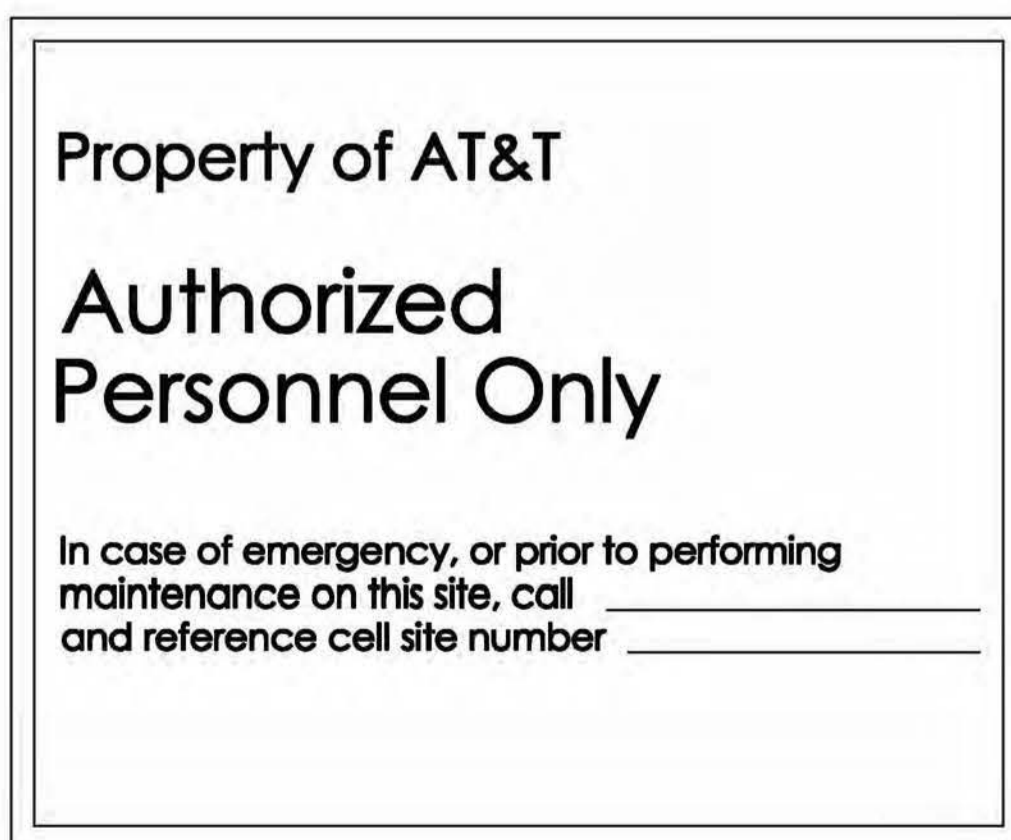 Property of AT&T
Authorized
Personnel Only
In case of emergency, or prior to performing
maintenance on this site, call
and reference cell site number